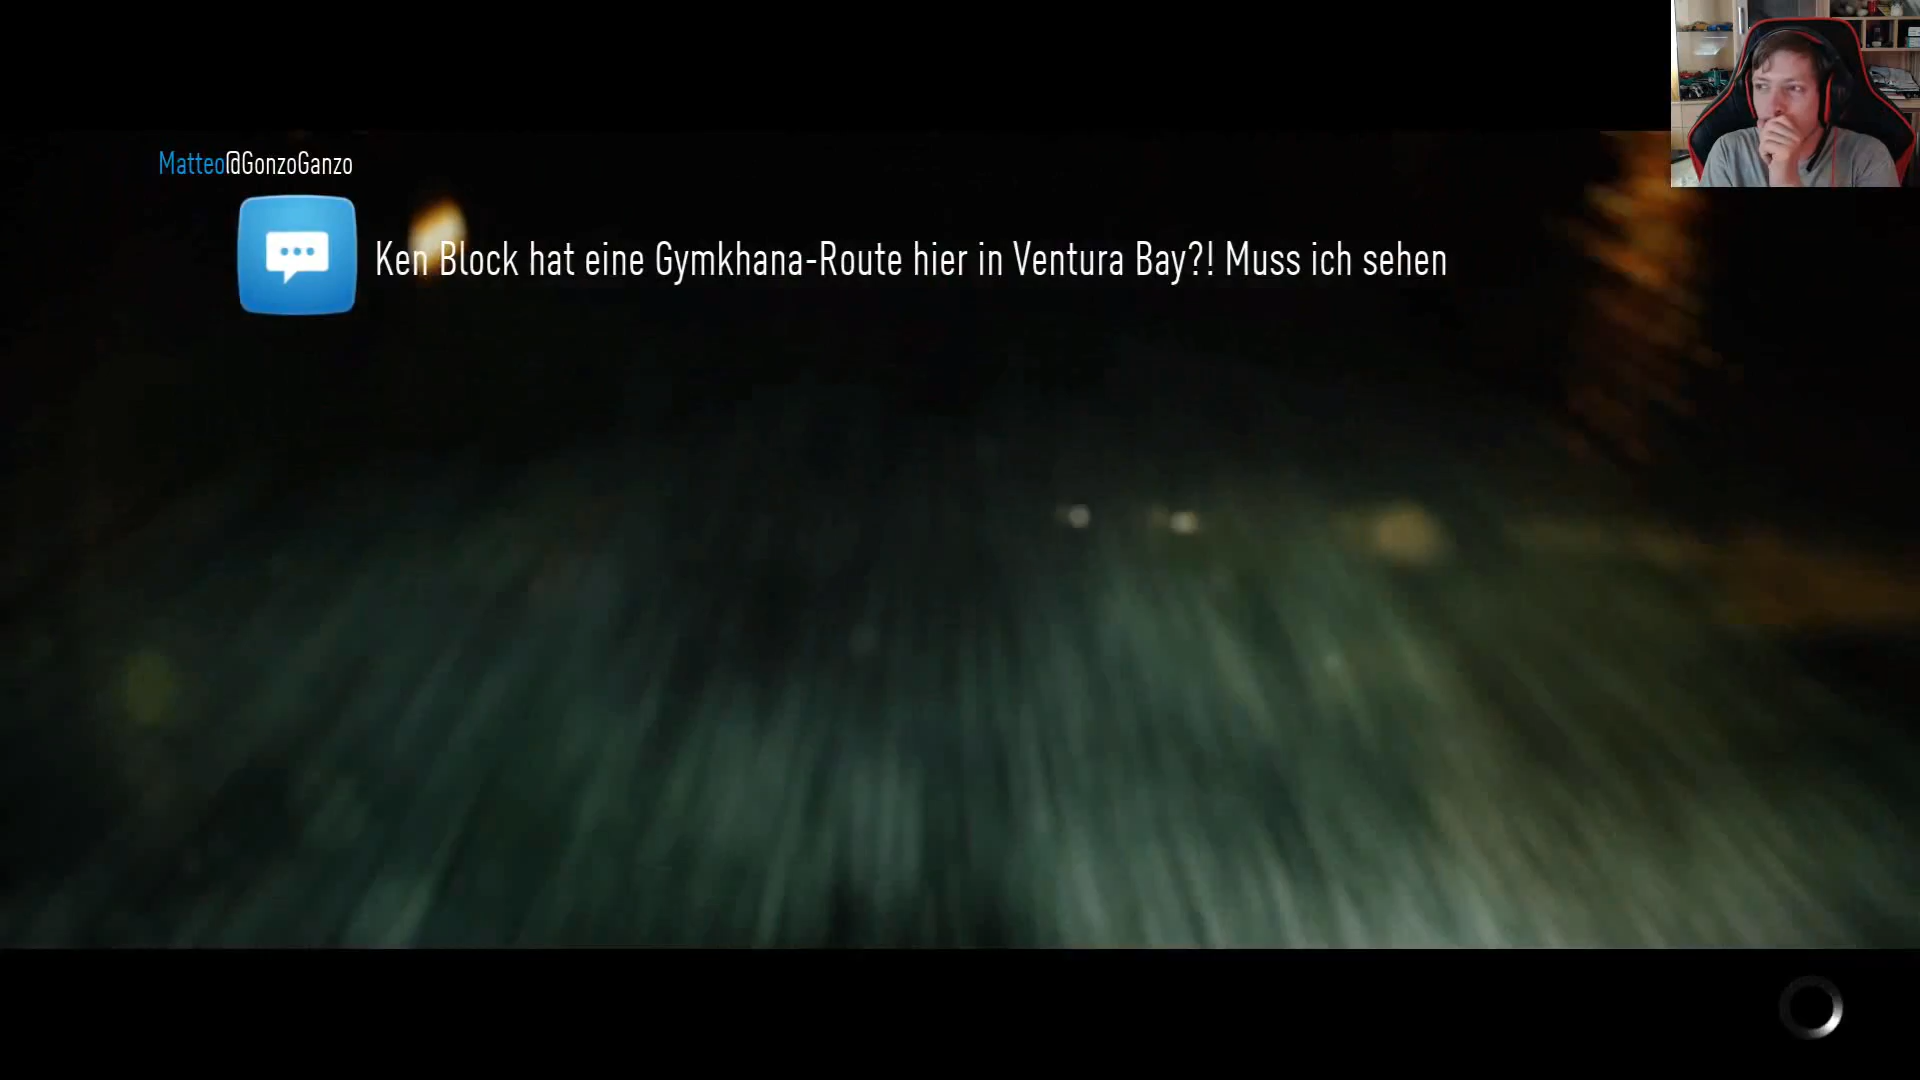 Matteo@GonzoGanzo
Ken Block hat eine Gymkhana-Route hier in Ventura Bay?! Muss ich sehen